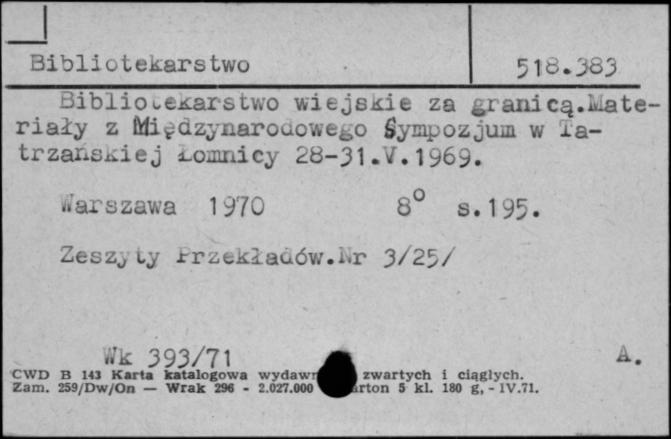 Bibliotekarstwo 518.383
Bibliotekarstwo wiejskie za granicą.Mate-
riały z Międzynarodowego Sympozjum w Ta-
trzańskiej Łomnicy 28-31.V.1969.
Warszawa 1970 8° s.195.
Zeszyty Przekładów.Nr 3/25/
Wk 393/71 A.
CWD B 143 Karta katalogowa zwartych i ciągłych.
Zam. 259/Dw/On — Wrak 296 - 2.027.000 5 kl. 180 g, - IV.71.